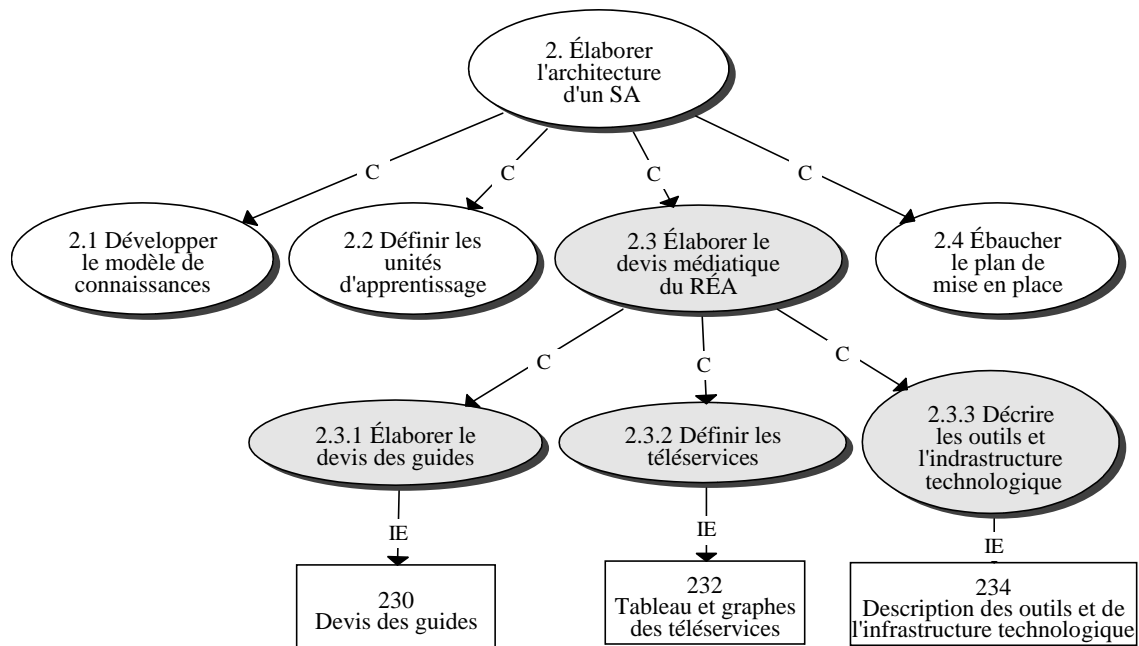 2. Élaborer
l'architecture
d'un SA
C
C
C
C
2.1 Développer
le modèle de
connaissances
2.2 Définir les
unités
d'apprentissage
2.3 Élaborer le
devis médiatique
du RÉA
2.4 Ébaucher
le plan de
mise en place
C
C
C
2.3.1 Élaborer le
devis des guides
2.3.2 Définir les
téléservices
2.3.3 Décrire
les outils et
l'indrastructure
technologique
IE
IE
IE
230
Devis des guides
232
Tableau et graphes
des téléservices
234
Description des outils et de
l'infrastructure technologique